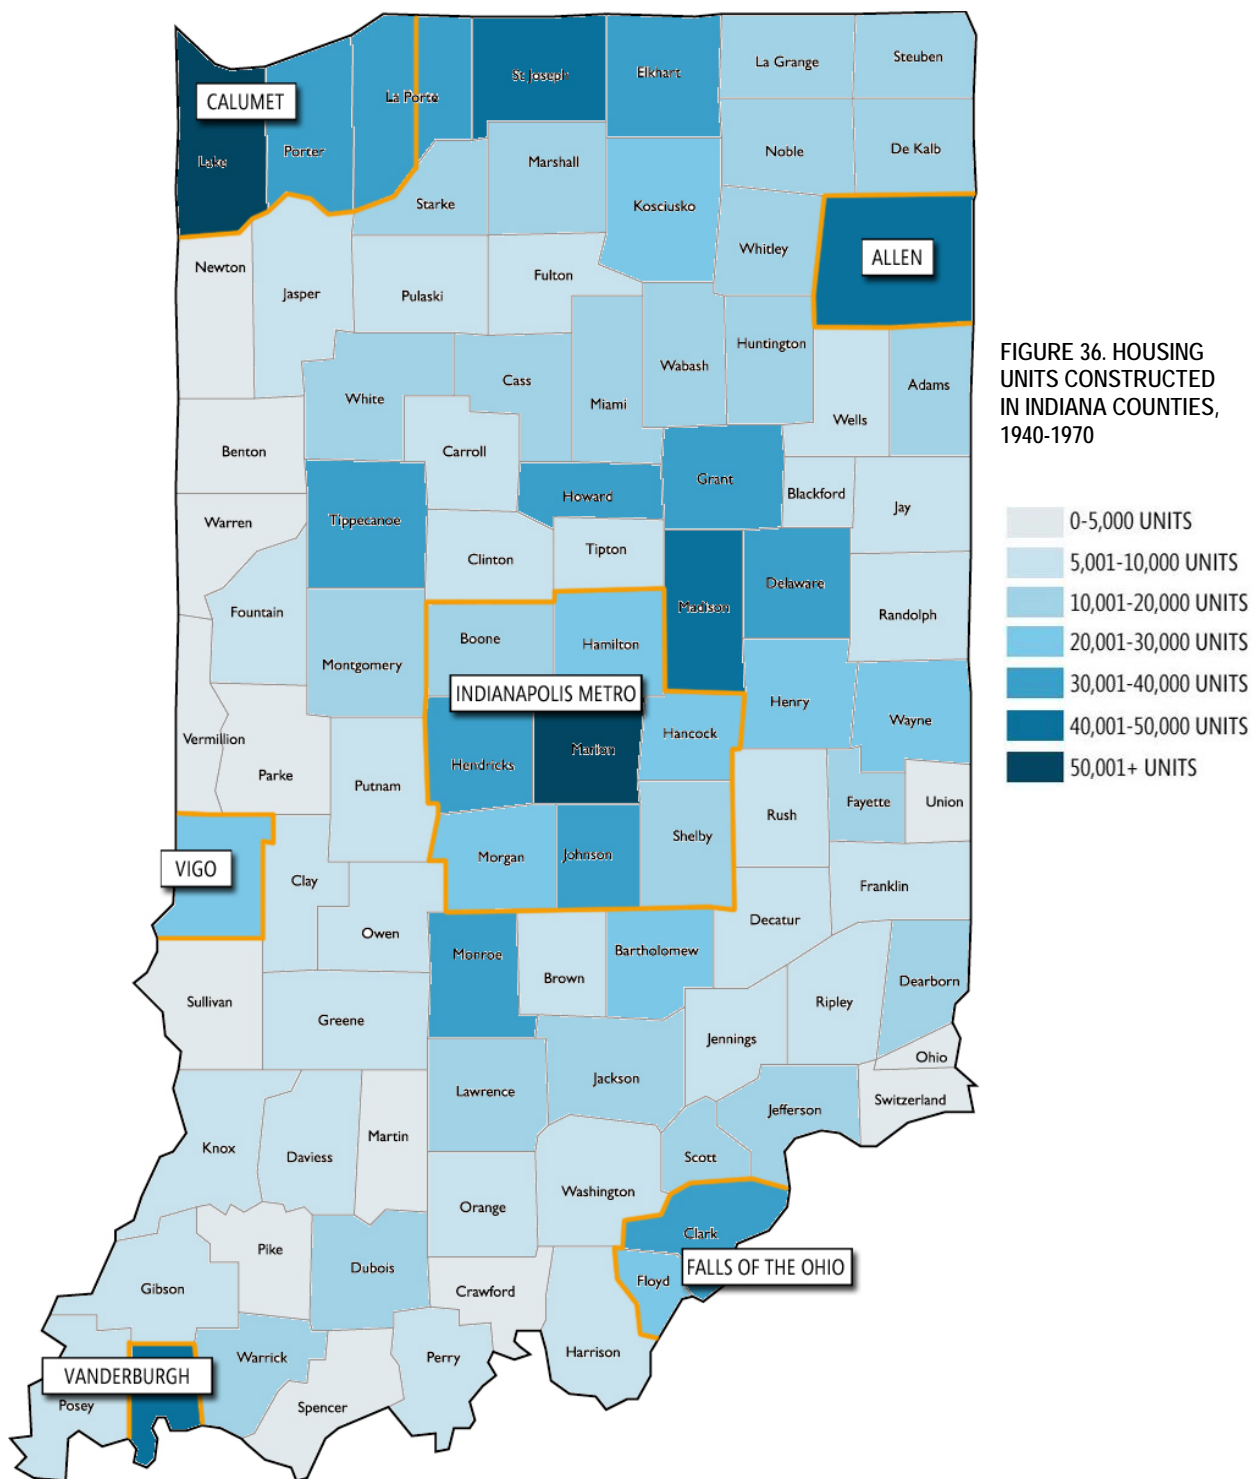 Steuben
La Grange
St Joseph
Elkhart
CALUMET
La Porte
Lake
Porter
Marshall
Noble
De Kalb
Starke
Kosciusko
Whitley
ALLEN
Newton
Jasper
Pulaski
Fulton
Huntington
Wabash
Cass
Miami
White
Adams
Wells
Benton
Carroll
Grant
Blackford
Howard
Jay
Warren
Tippecanoe
Tipton
Clinton
Delaware
Madison
Randolph
Fountain
Boone
Hamilton
Montgomery
INDIANAPOLIS METRO
Henry
Wayne
Vermillion
Hancock
Marion
Hendricks
Parke
Putnam
Fayette
Union
Rush
Shelby
VIGO
Clay
Morgan
Johnson
Franklin
Decatur
Owen
Monroe
Bartholomew
Brown
Dearborn
Sullivan
Greene
Ripley
Jennings
Ohio
Lawrence
Jackson
Switzerland
Jefferson
Martin
Knox
Daviess
Scott
Washington
Orange
Clark
Pike
Dubois
FALLS OF THE OHIO
Floyd
Gibson
Crawford
Harrison
Warrick
Perry
VANDERBURGH
Posey
Spencer
FIGURE 36. HOUSING
UNITS CONSTRUCTED
IN INDIANA COUNTIES,
1940-1970
0-5,000 UNITS
5,001-10,000 UNITS
10,001-20,000 UNITS
20,001-30,000 UNITS
30,001-40,000 UNITS
40,001-50,000 UNITS
50,001+ UNITS